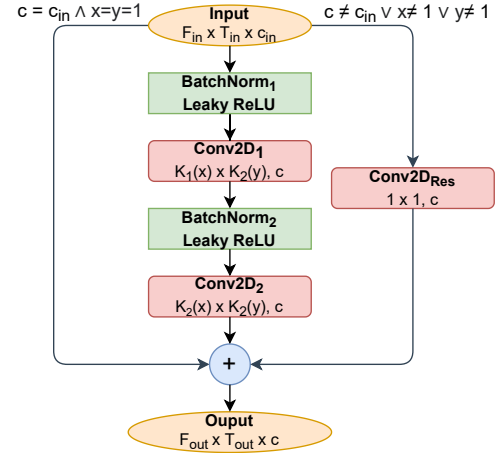 c = c_in ∧ x=y=1
Input
c ≠ c_in ∨ x≠ 1 ∨ y≠ 1
F_in x T_in x c_in
BatchNorm_1
Leaky ReLU
Conv2D_1
K_1(x) x K_2(y), c
Conv2D_Res
1 x 1, c
BatchNorm_2
Leaky ReLU
Conv2D_2
K_2(x) x K_2(y), c
+
Ouput
F_out x T_out x c